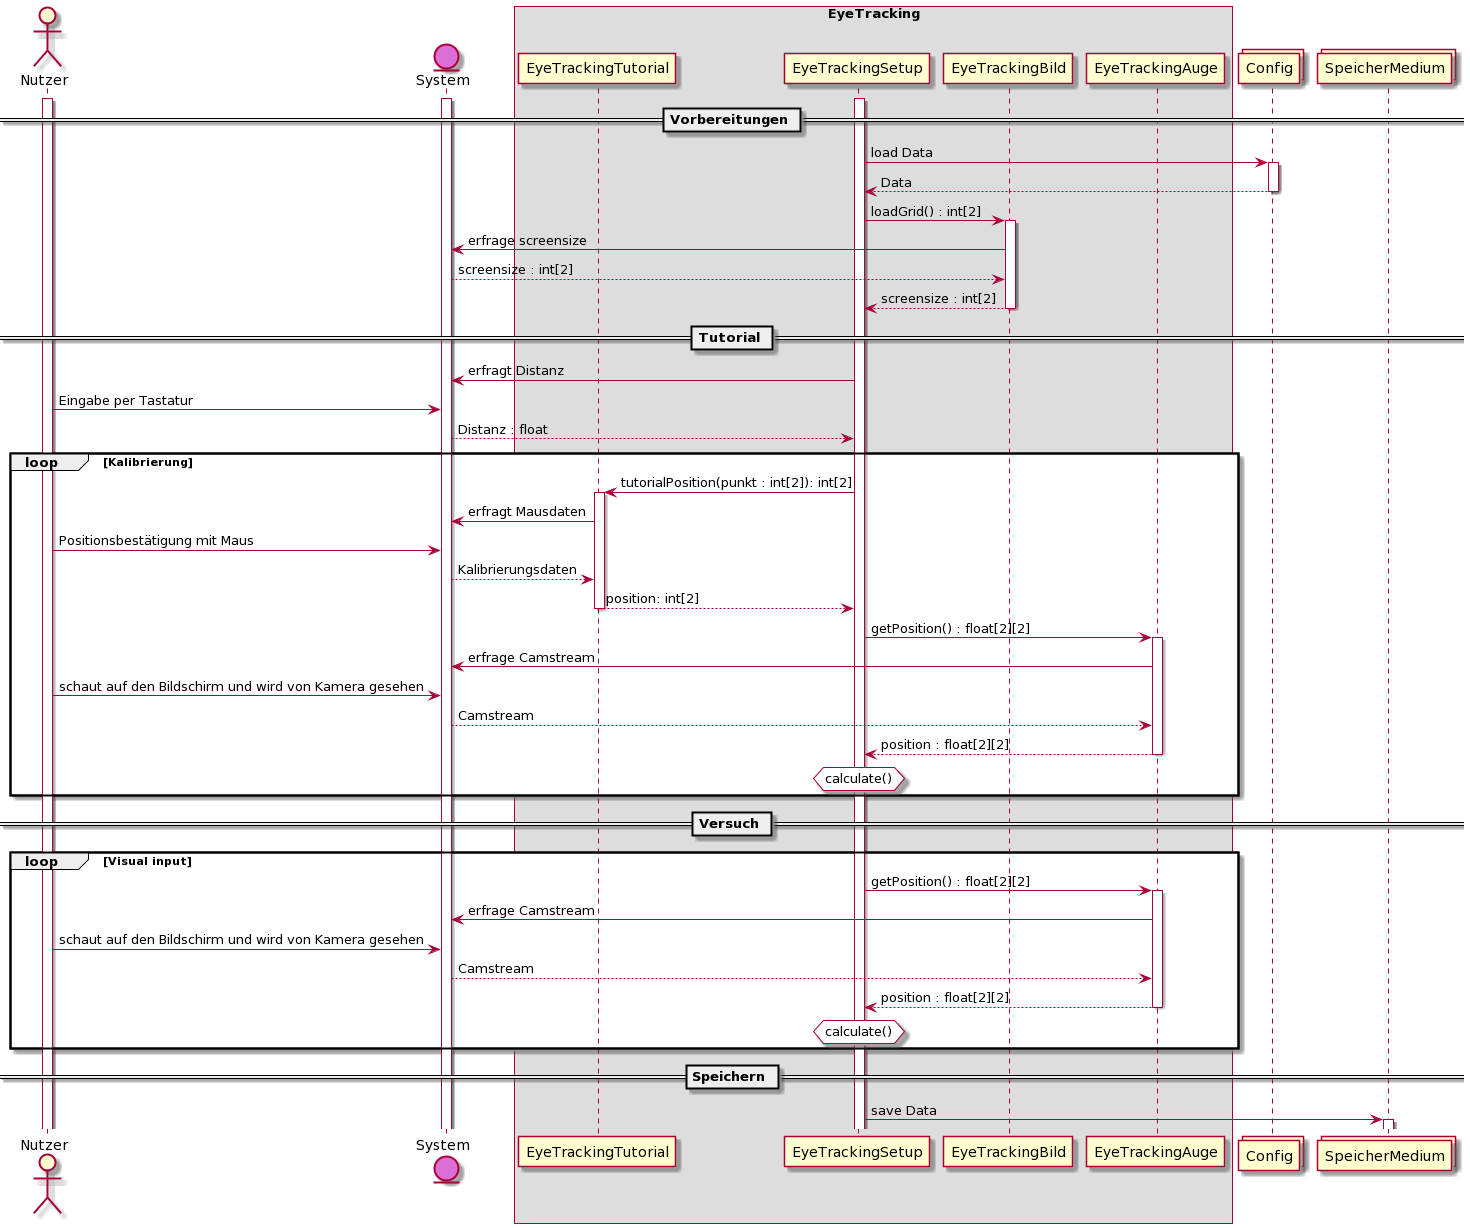 EyeTracking
Nutzer
System
EyeTrackingTutorial
EyeTrackingSetup
EyeTrackingBild
EyeTrackingAuge
Config
SpeicherMedium
Vorbereitungen
load Data
Data
loadGrid() : int[2]
erfrage screensize
screensize : int[2]
screensize : int[2]
Tutorial
erfragt Distanz
Eingabe per Tastatur
Distanz : float
loop
[Kalibrierung]
tutorialPosition(punkt : int[2]): int[2]
erfragt Mausdaten
Positionsbestätigung mit Maus
Kalibrierungsdaten
position: int[2]
getPosition() : float[2][2]
erfrage Camstream
schaut auf den Bildschirm und wird von Kamera gesehen
Camstream
position : float[2][2]
calculate()
Versuch
loop
[Visual input]
getPosition() : float[2][2]
erfrage Camstream
schaut auf den Bildschirm und wird von Kamera gesehen
Camstream
position : float[2][2]
calculate()
Speichern
save Data
Nutzer
System
EyeTrackingTutorial
EyeTrackingSetup
EyeTrackingBild
EyeTrackingAuge
Config
SpeicherMedium